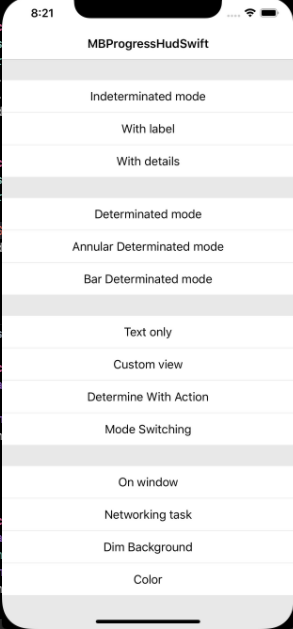 8:21
MBProgressHudSwift
Indeterminated mode
With label
With details
Determinated mode
Annular Determinated mode
Bar Determinated mode
Text only
Custom view
Determine With Action
Mode Switching
On window
Networking task
Dim Background
Color